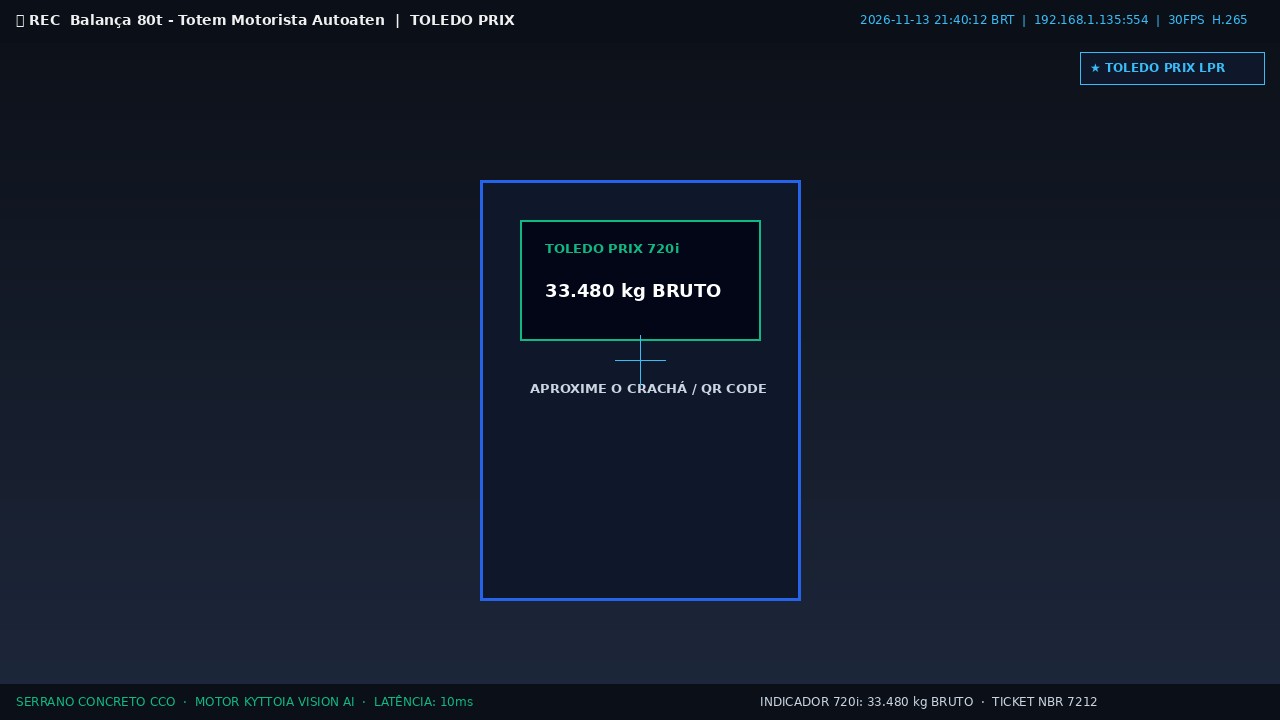 REC  Balança 80t - Totem Motorista Autoaten  |  TOLEDO PRIX
2026-11-13 21:40:12 BRT  |  192.168.1.135:554  |  30FPS  H.265
★ TOLEDO PRIX LPR
TOLEDO PRIX 720i
33.480 kg BRUTO
APROXIME O CRACHÁ / QR CODE
SERRANO CONCRETO CCO  ·  MOTOR KYTTOIA VISION AI  ·  LATÊNCIA: 10ms
INDICADOR 720i: 33.480 kg BRUTO  ·  TICKET NBR 7212